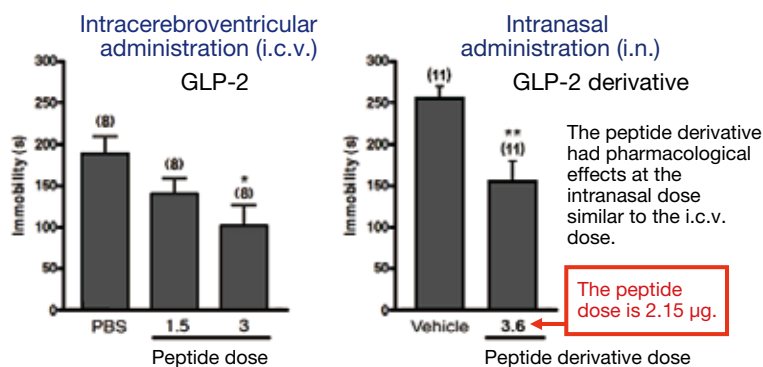 Intracerebroventricular
administration (i.c.v.)
GLP-2
Immobility (s)
300
250
200
150
100
50
0
(8)
(8)
*
(8)
PBS
1.5
3
Peptide dose
Intranasal
administration (i.n.)
GLP-2 derivative
Immobility (s)
300
250
200
150
100
50
0
(11)
**
(11)
Vehicle
3.6
Peptide derivative dose
The peptide derivative
had pharmacological
effects at the
intranasal dose
similar to the i.c.v.
dose.
The peptide
dose is 2.15 µg.